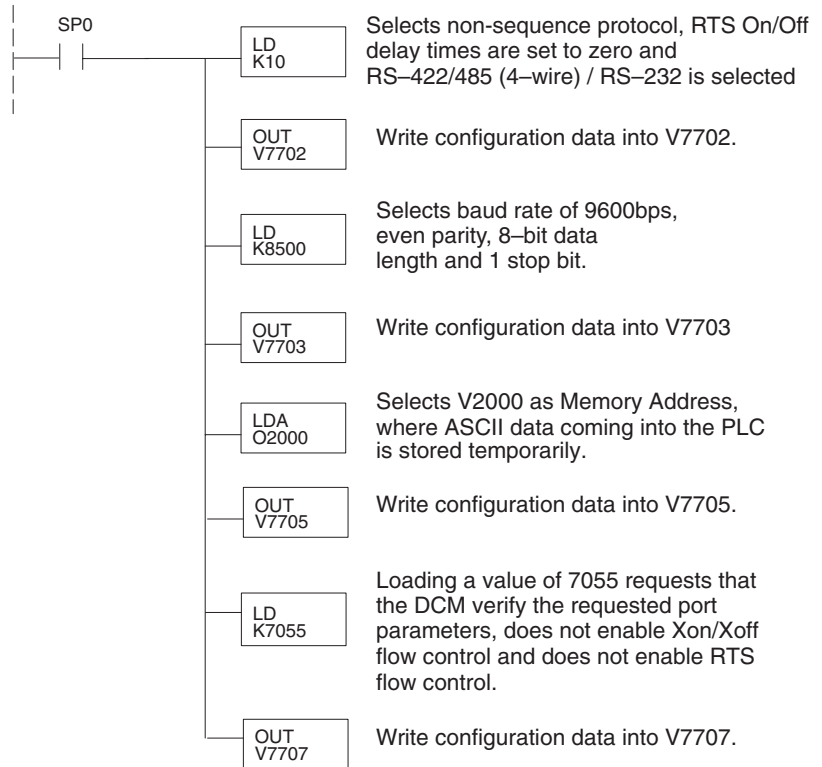 SP0
LD
K10
Selects non-sequence protocol, RTS On/Off
delay times are set to zero and
RS–422/485 (4–wire) / RS–232 is selected
OUT
V7702
Write configuration data into V7702.
LD
K8500
Selects baud rate of 9600bps,
even parity, 8–bit data
length and 1 stop bit.
OUT
V7703
Write configuration data into V7703
LDA
O2000
Selects V2000 as Memory Address,
where ASCII data coming into the PLC
is stored temporarily.
OUT
V7705
Write configuration data into V7705.
LD
K7055
Loading a value of 7055 requests that
the DCM verify the requested port
parameters, does not enable Xon/Xoff
flow control and does not enable RTS
flow control.
OUT
V7707
Write configuration data into V7707.